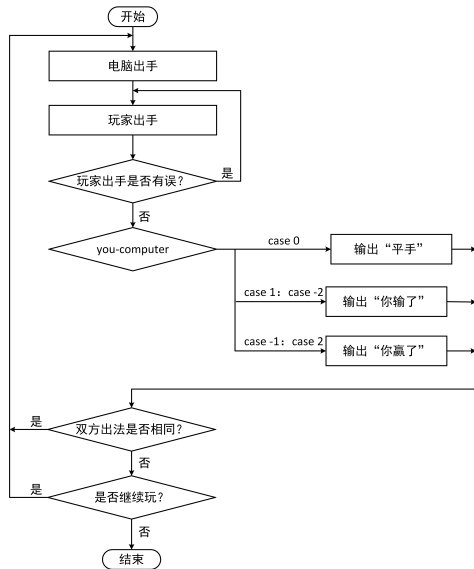 开始
电脑出手
玩家出手
玩家出手是否有误？
是
否
you-computer
case 0
输出“平手”
case 1：case -2
输出“你输了”
case -1：case 2
输出“你赢了”
是
双方出法是否相同？
否
是
是否继续玩？
否
结束